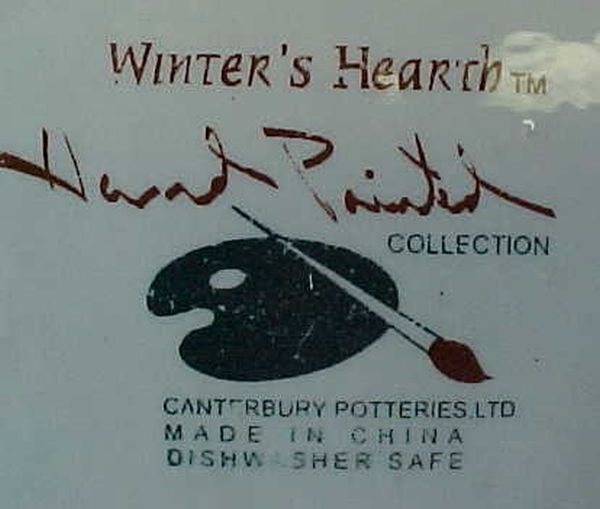 Winter's Hearth TM
Hand Painted
COLLECTION
CANTERBURY POTTERIES.LTD
MADE IN CHINA
DISHWASHER SAFE